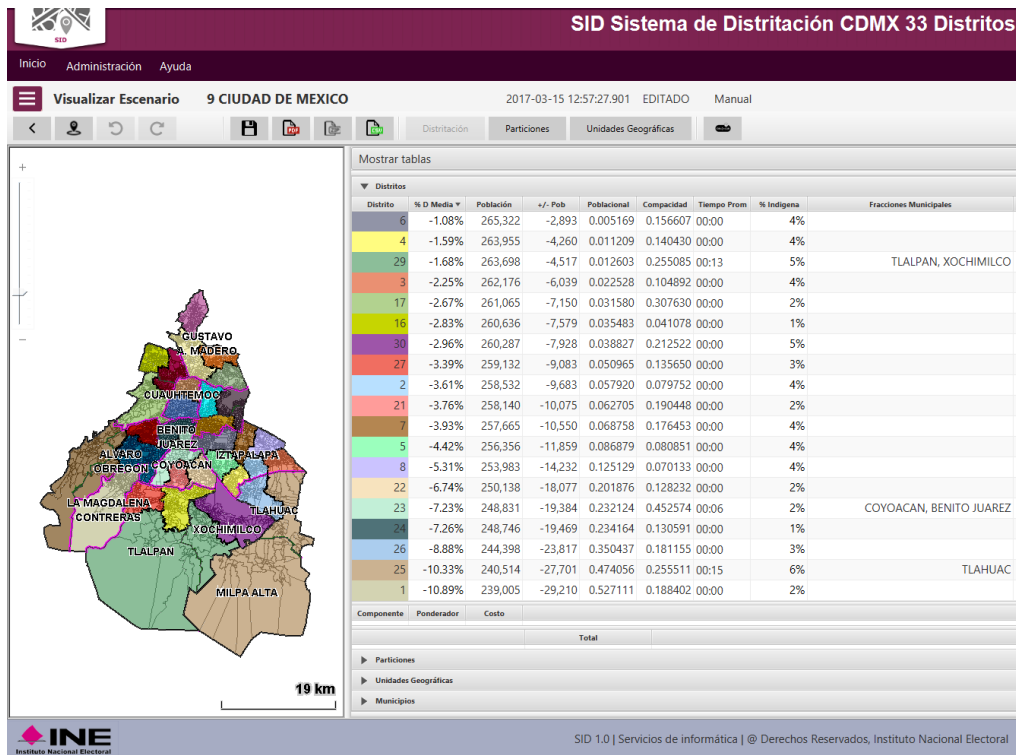 SID
SID Sistema de Distritación CDMX 33 Distritos
Inicio Administración Ayuda
Visualizar Escenario 9 CIUDAD DE MEXICO 2017-03-15 12:57:27.901 EDITADO Manual
Distritación Particiones Unidades Geográficas
Mostrar tablas
Distritos
Distrito % D Media Población +/- Pob Poblacional Compacidad Tiempo Prom % Indigena Fracciones Municipales
6 -1.08% 265,322 -2,893 0.005169 0.156607 00:00 4%
4 -1.59% 263,955 -4,260 0.011209 0.140430 00:00 4%
29 -1.68% 263,698 -4,517 0.012603 0.255085 00:13 5% TLALPAN, XOCHIMILCO
3 -2.25% 262,176 -6,039 0.022528 0.104892 00:00 4%
17 -2.67% 261,065 -7,150 0.031580 0.307630 00:00 2%
16 -2.83% 260,636 -7,579 0.035483 0.041078 00:00 1%
30 -2.96% 260,287 -7,928 0.038827 0.212522 00:00 5%
27 -3.39% 259,132 -9,083 0.050965 0.135650 00:00 3%
2 -3.61% 258,532 -9,683 0.057920 0.079752 00:00 4%
21 -3.76% 258,140 -10,075 0.062705 0.190448 00:00 2%
7 -3.93% 257,665 -10,550 0.068758 0.176453 00:00 4%
5 -4.42% 256,356 -11,859 0.086879 0.080851 00:00 4%
8 -5.31% 253,983 -14,232 0.125129 0.070133 00:00 4%
22 -6.74% 250,138 -18,077 0.201876 0.128232 00:00 2%
23 -7.23% 248,831 -19,384 0.232124 0.452574 00:06 2% COYOACAN, BENITO JUAREZ
24 -7.26% 248,746 -19,469 0.234164 0.130591 00:00 1%
26 -8.88% 244,398 -23,817 0.350437 0.181155 00:00 3%
25 -10.33% 240,514 -27,701 0.474056 0.255511 00:15 6% TLAHUAC
1 -10.89% 239,005 -29,210 0.527111 0.188402 00:00 2%
Componente Ponderador Costo
Total
Particiones
Unidades Geográficas
Municipios
GUSTAVO
A. MADERO
CUAUHTEMOC
BENITO
JUAREZ
ALVARO
OBREGON
COYOACAN
IZTAPALAPA
LA MAGDALENA
CONTRERAS
TLAHUAC
XOCHIMILCO
TLALPAN
MILPA ALTA
19 km
INE
Instituto Nacional Electoral
SID 1.0 | Servicios de informática | @ Derechos Reservados, Instituto Nacional Electoral